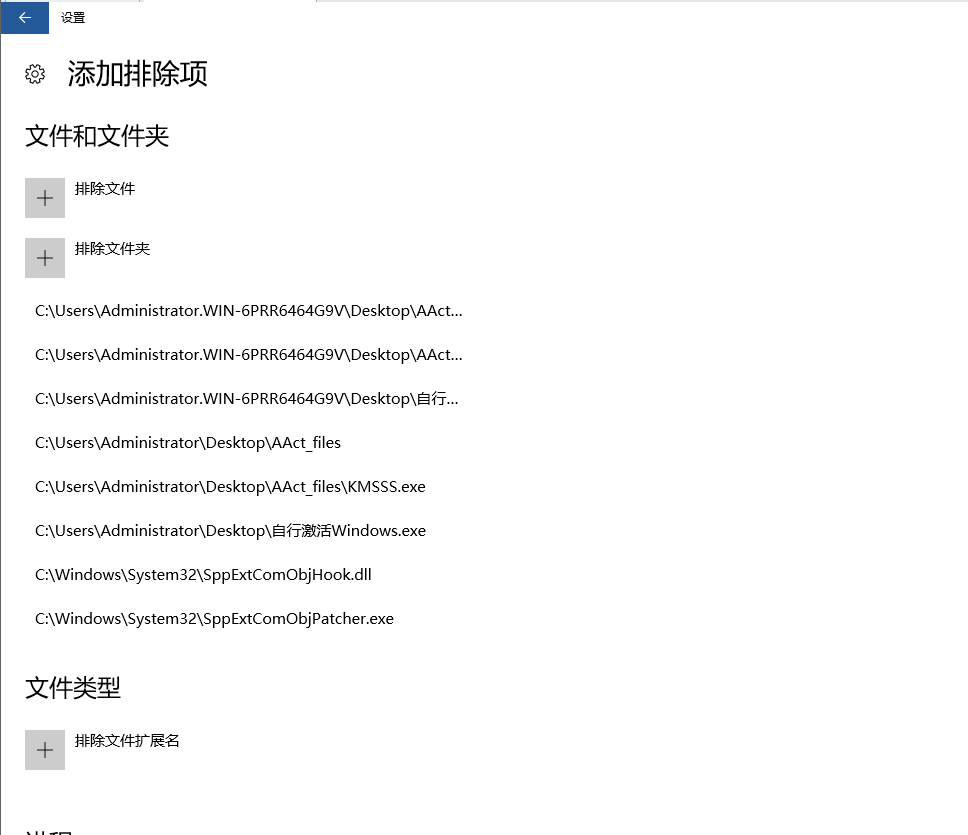 设置
添加排除项
文件和文件夹
排除文件
排除文件夹
C:\Users\Administrator.WIN-6PRR6464G9V\Desktop\AAct...
C:\Users\Administrator.WIN-6PRR6464G9V\Desktop\AAct...
C:\Users\Administrator.WIN-6PRR6464G9V\Desktop\自行...
C:\Users\Administrator\Desktop\AAct_files
C:\Users\Administrator\Desktop\AAct_files\KMSSS.exe
C:\Users\Administrator\Desktop\自行激活Windows.exe
C:\Windows\System32\SppExtComObjHook.dll
C:\Windows\System32\SppExtComObjPatcher.exe
文件类型
排除文件扩展名